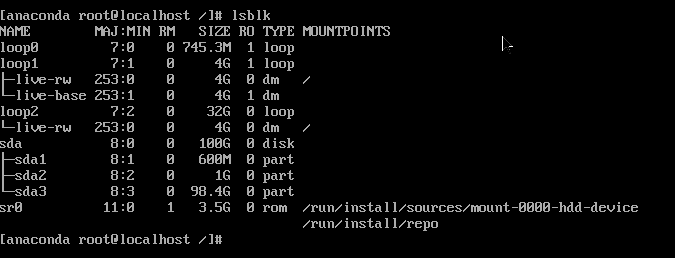 [anaconda root@localhost /]# lsblk
NAME        MAJ:MIN RM   SIZE RO TYPE MOUNTPOINTS
loop0         7:0    0 745.3M  1 loop
loop1         7:1    0     4G  1 loop
├─live-rw   253:0    0     4G  0 dm   /
└─live-base 253:1    0     4G  1 dm
loop2         7:2    0    32G  0 loop
└─live-rw   253:0    0     4G  0 dm   /
sda           8:0    0   100G  0 disk
├─sda1        8:1    0   600M  0 part
├─sda2        8:2    0     1G  0 part
└─sda3        8:3    0  98.4G  0 part
sr0          11:0    1   3.5G  0 rom  /run/install/sources/mount-0000-hdd-device
                                      /run/install/repo
[anaconda root@localhost /]#